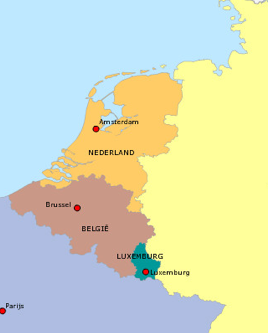 Amsterdam
NEDERLAND
Brussel
BELGIË
LUXEMBURG
Luxemburg
Parijs